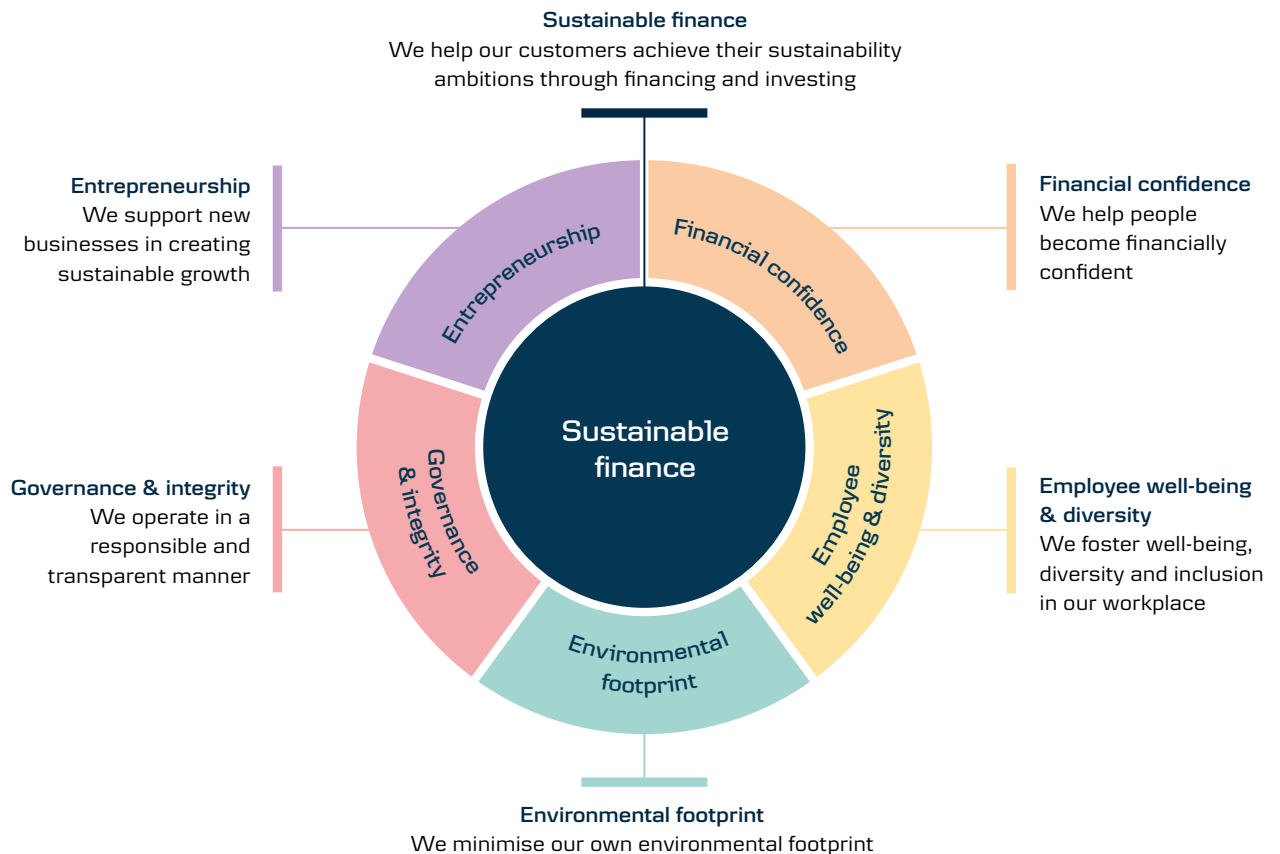 Sustainable finance
We help our customers achieve their sustainability
ambitions through financing and investing
Entrepreneurship
We support new
businesses in creating
sustainable growth
Financial confidence
We help people
become financially
confident
Entrepreneurship
Financial confidence
Sustainable
finance
Governance
& integrity
Employee
well-being & diversity
Environmental
footprint
Governance & integrity
We operate in a
responsible and
transparent manner
Employee well-being
& diversity
We foster well-being,
diversity and inclusion
in our workplace
Environmental footprint
We minimise our own environmental footprint